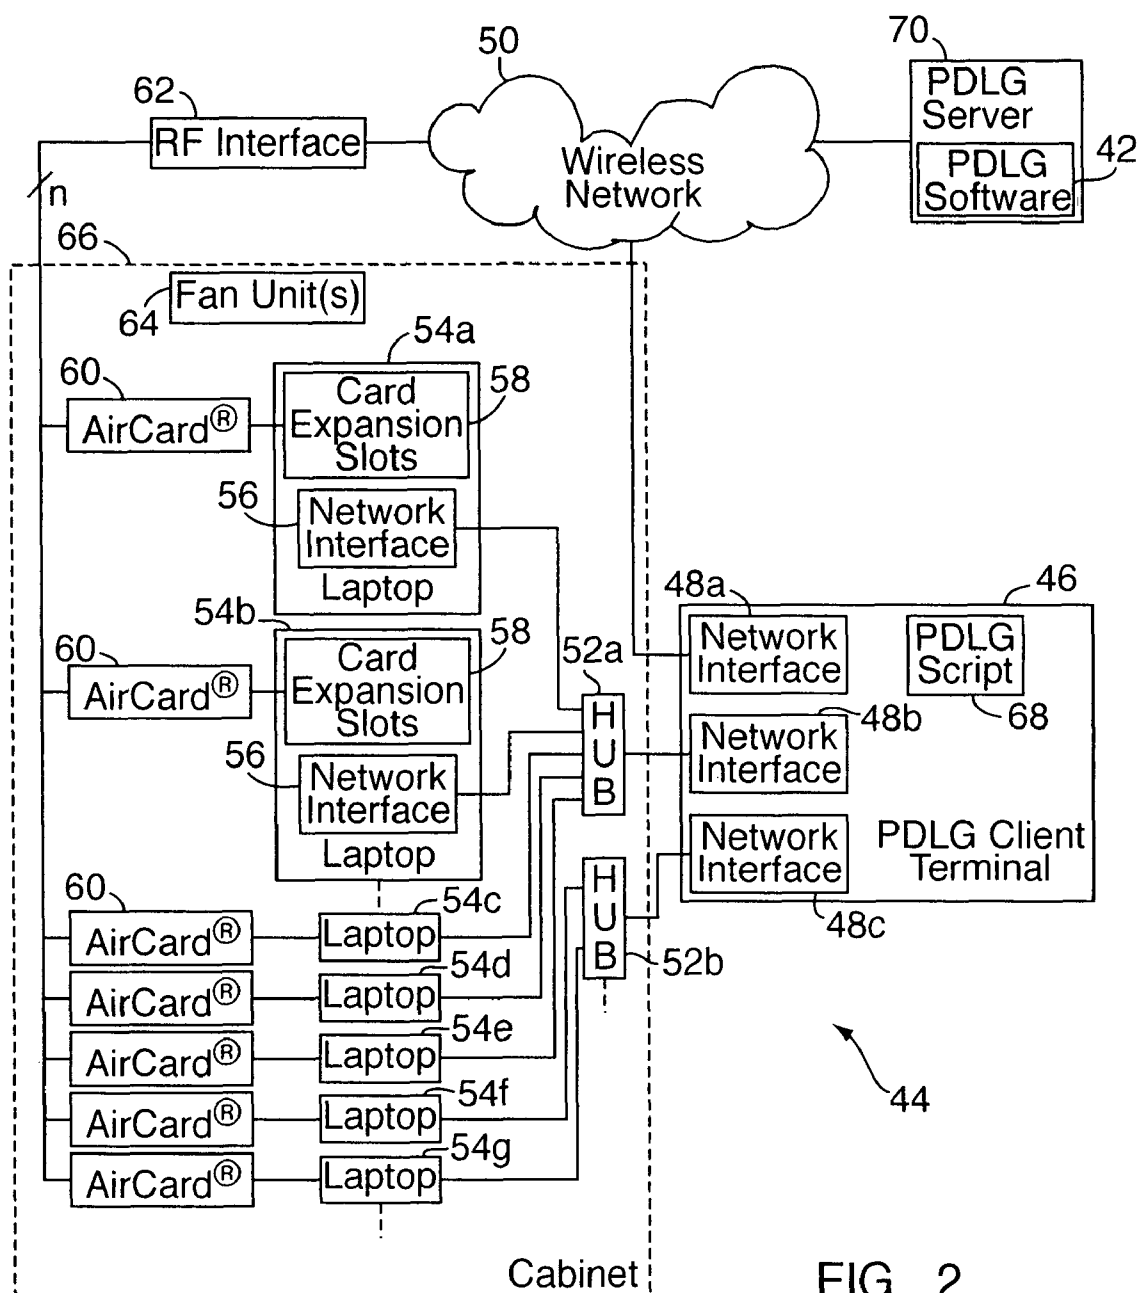 50
70
PDLG
Server
62
RF Interface
Wireless
Network
PDLG
Software
42
n
66
Fan Unit(s)
64
54a
60
AirCard®
Card
Expansion
Slots
58
56
Network
Interface
Laptop
54b
60
AirCard®
Card
Expansion
Slots
58
56
Network
Interface
Laptop
52a
HUB
48a
46
Network
Interface
PDLG
Script
68
48b
Network
Interface
Network
Interface
48c
PDLG Client
Terminal
60
AirCard®
Laptop
54c
HUB
52b
AirCard®
Laptop
54d
AirCard®
Laptop
54e
AirCard®
Laptop
54f
AirCard®
Laptop
54g
44
Cabinet
FIG. 2